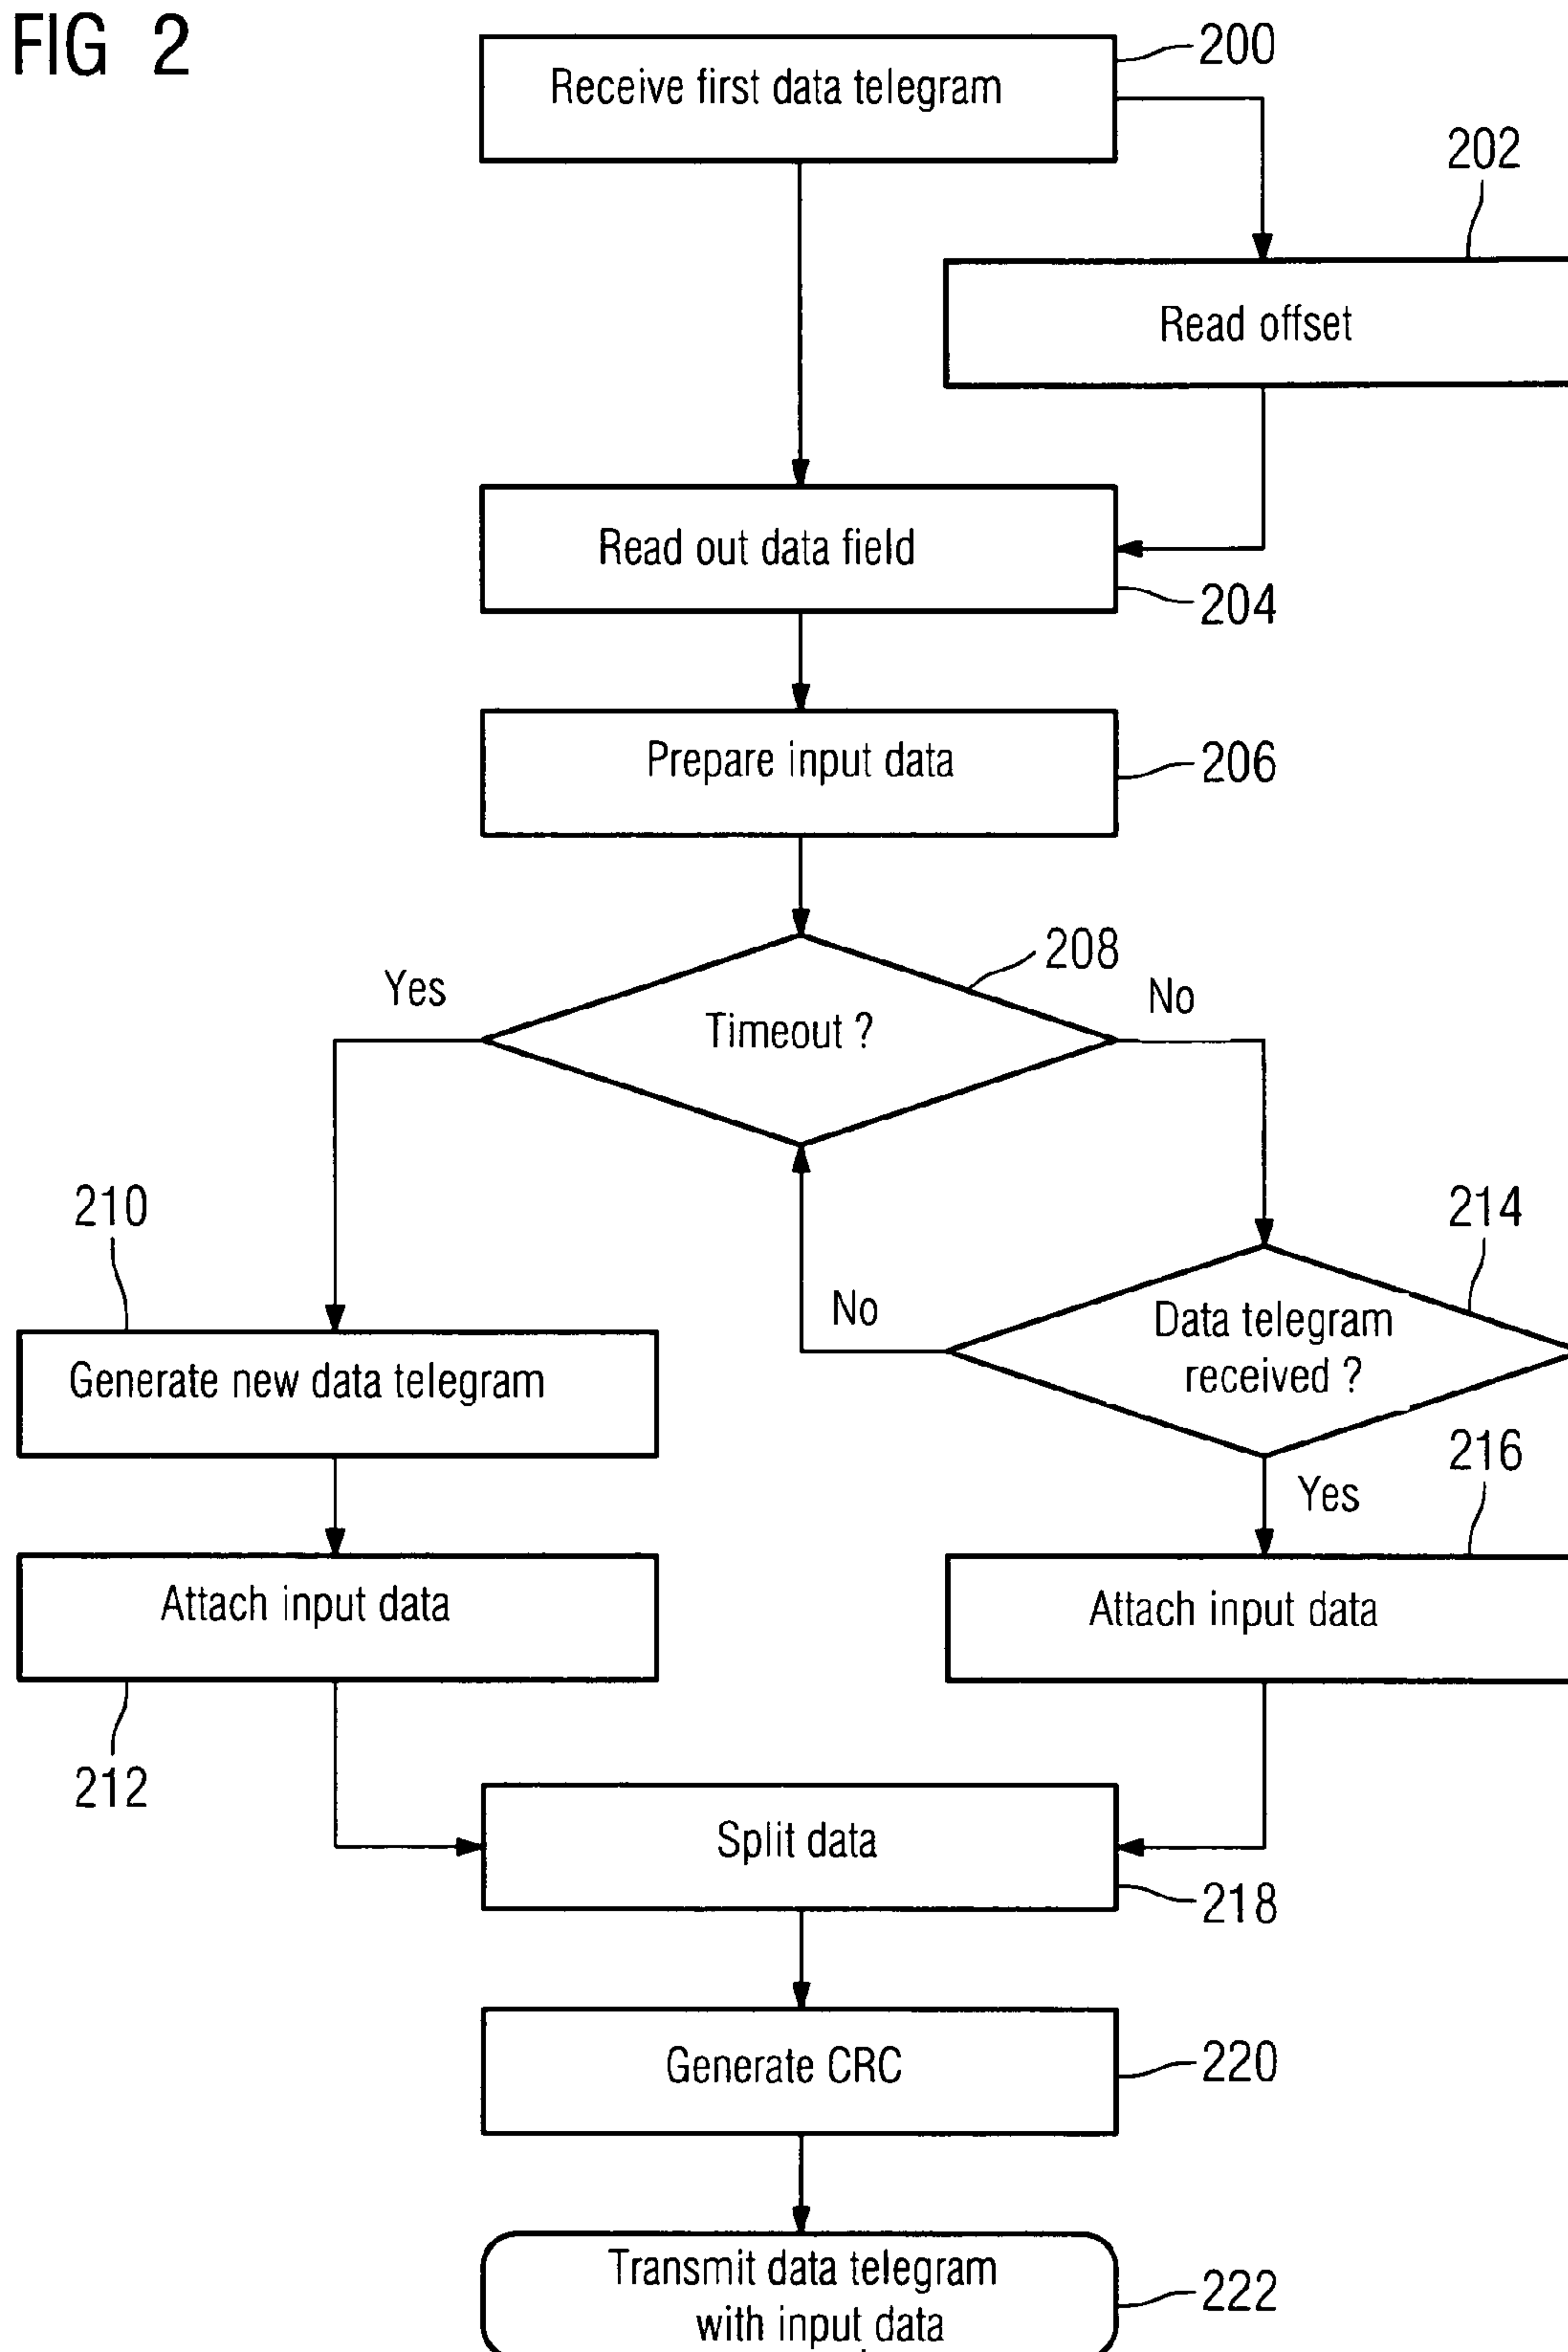 FIG 2
Receive first data telegram
200
202
Read offset
Read out data field
204
Prepare input data
206
208
Yes
Timeout ?
No
210
214
No
Data telegram
received ?
Generate new data telegram
216
Yes
Attach input data
Attach input data
212
Split data
218
Generate CRC
220
Transmit data telegram
with input data
222